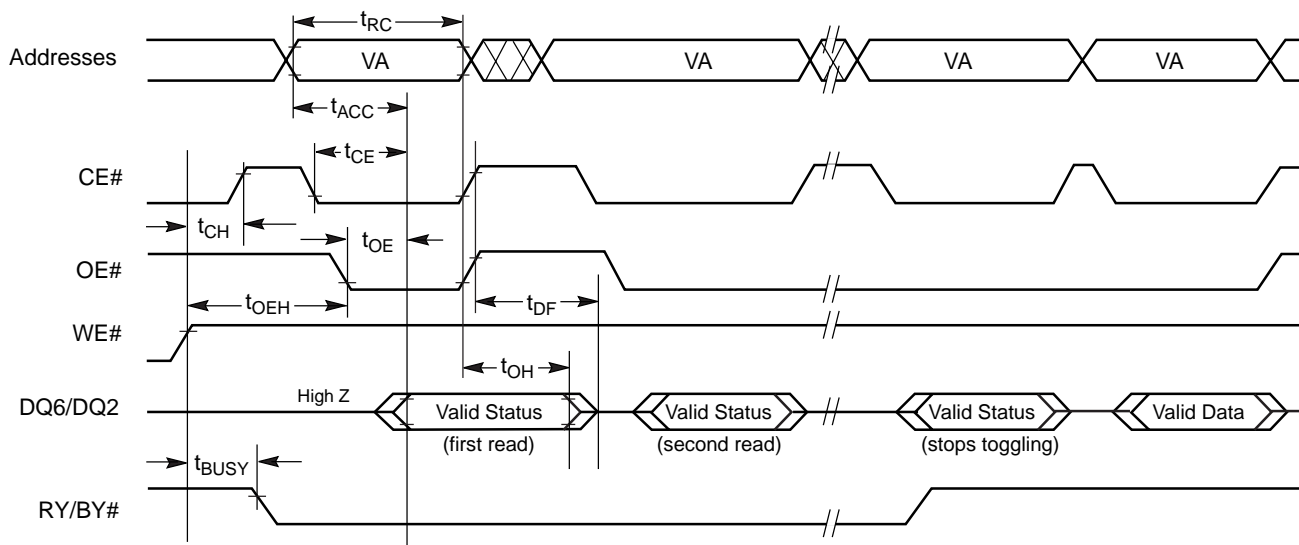 tRC
Addresses VA VA VA VA
tACC
tCE
CE#
tCH tOE
OE#
tOEH tDF
WE#
tOH
High Z
DQ6/DQ2 Valid Status Valid Status Valid Status Valid Data
(first read) (second read) (stops toggling)
tBUSY
RY/BY#